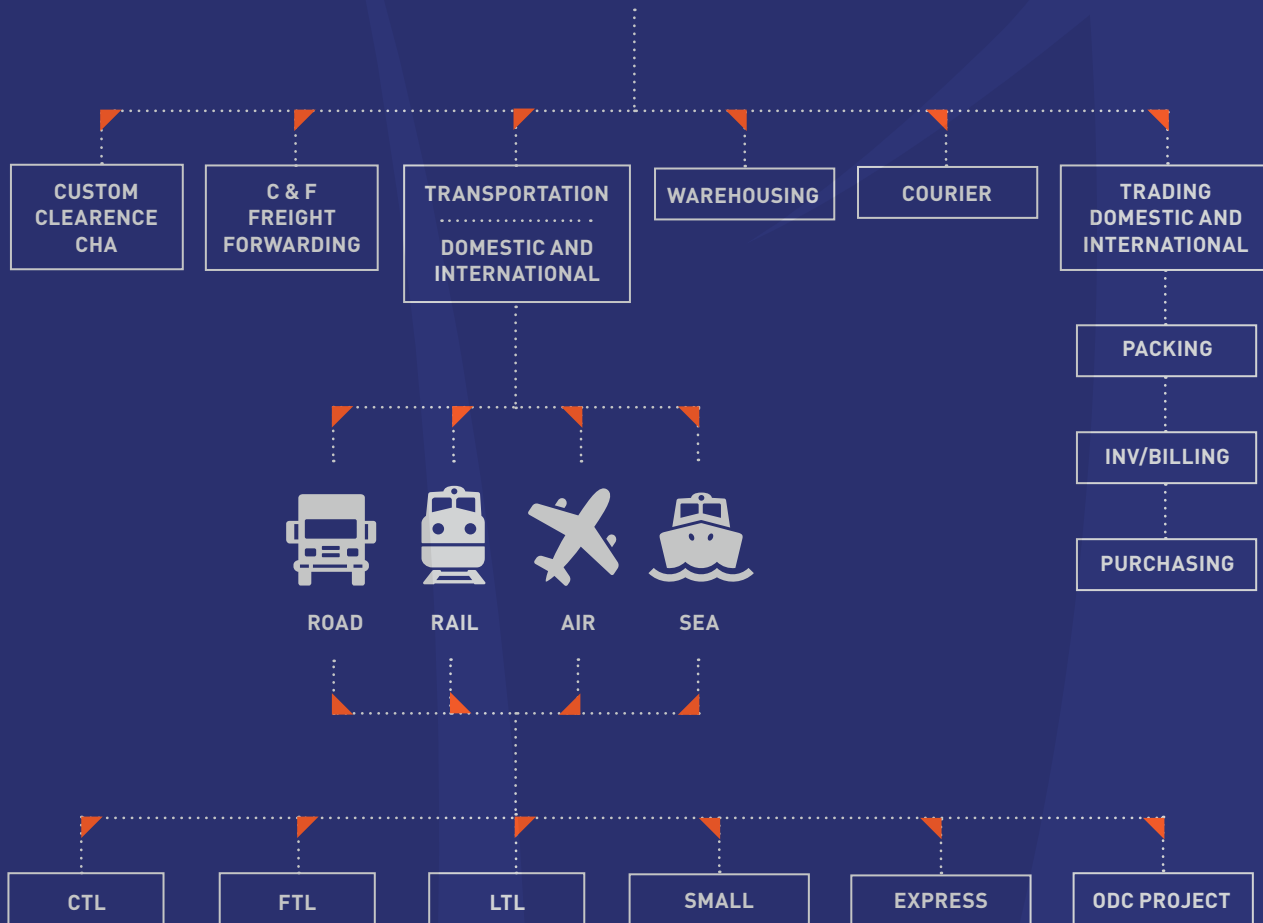 CUSTOM
CLEARENCE
CHA
C & F
FREIGHT
FORWARDING
TRANSPORTATION
DOMESTIC AND
INTERNATIONAL
WAREHOUSING
COURIER
TRADING
DOMESTIC AND
INTERNATIONAL
PACKING
INV/BILLING
PURCHASING
ROAD
RAIL
AIR
SEA
CTL
FTL
LTL
SMALL
EXPRESS
ODC PROJECT